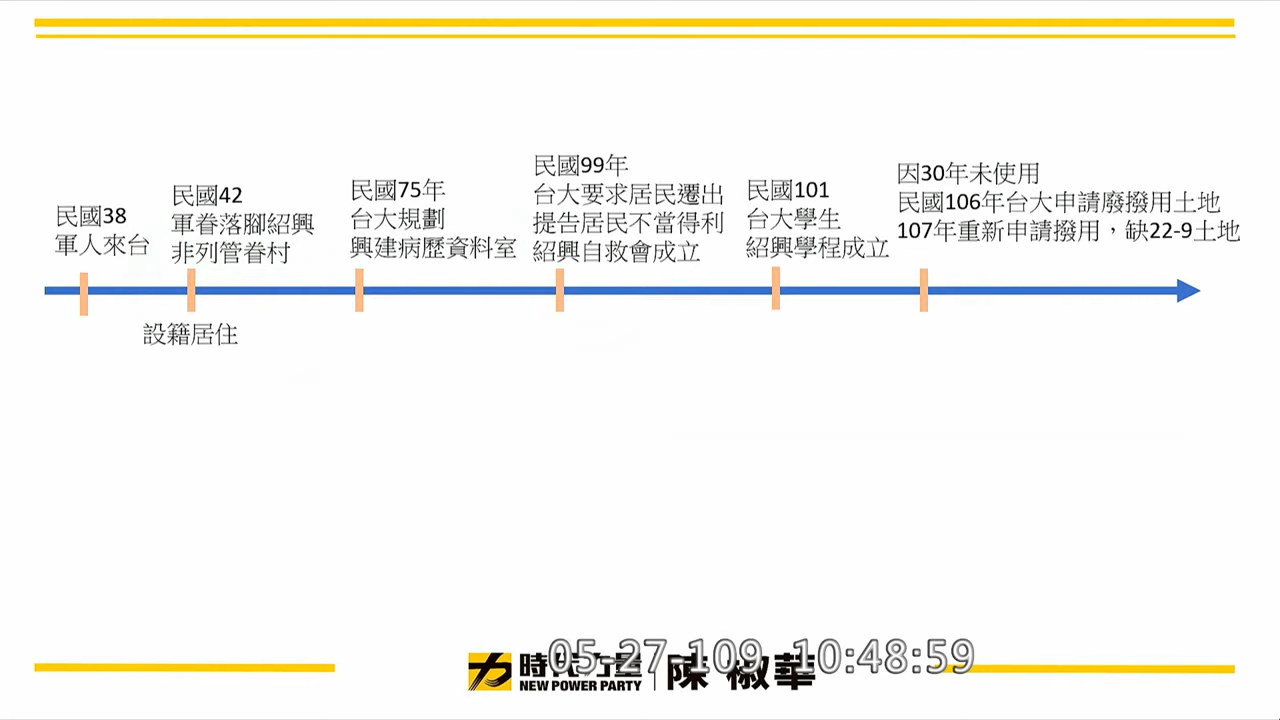 民國38
軍人來台
民國42
軍眷落腳紹興
非列管眷村
設籍居住
民國75年
台大規劃
興建病歷資料室
民國99年
台大要求居民遷出
提告居民不當得利
紹興自救會成立
民國101
台大學生
紹興學程成立
因30年未使用
民國106年台大申請廢撥用土地
107年重新申請撥用，缺22-9土地
時代力量
NEW POWER PARTY
陳椒華
05-27-109 10:48:59